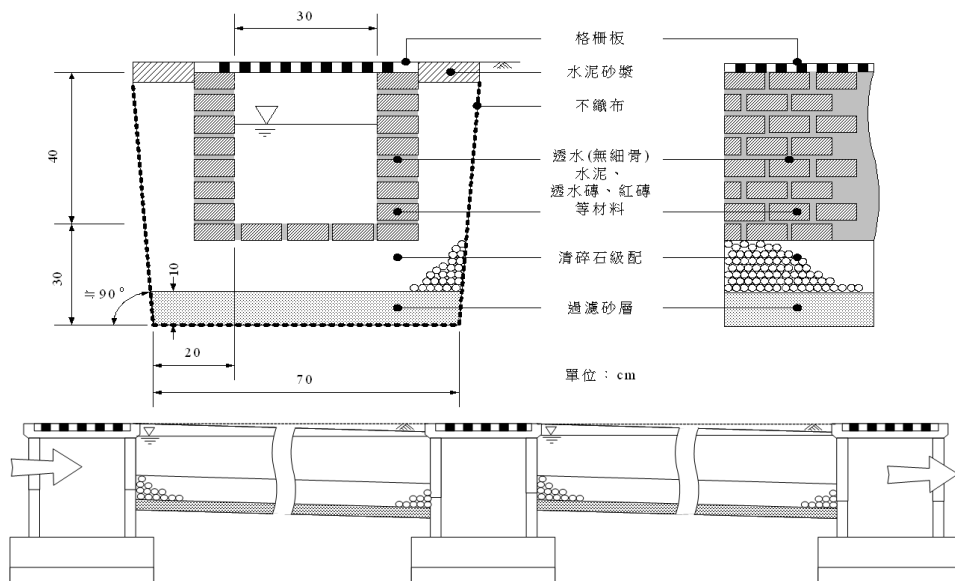 30
格栅板
水泥砂漿
不織布
40
透水(無細骨)
水泥、
透水磚、紅磚
等材料
清碎石級配
30
10
≒90°
過濾砂層
20
70
單位：cm